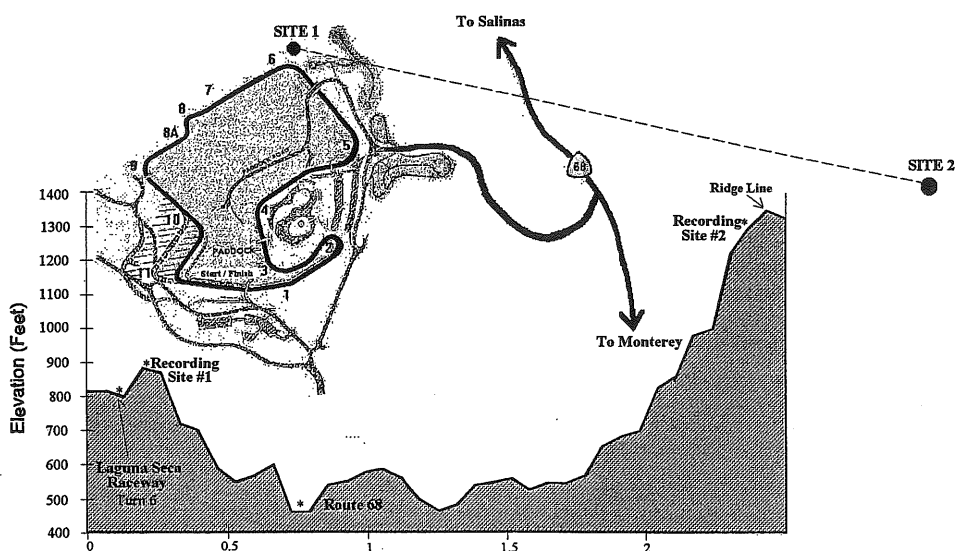 To Salinas
SITE 1
6
7
8
8A
9
5
68
SITE 2
4
10
PADDOCK
2
3
Start / Finish
11
1
To Monterey
Ridge Line
Recording*
Site #2
Elevation (Feet)
1400
1300
1200
1100
1000
900
800
700
600
500
400
*Recording
Site #1
*
Laguna Seca
Raceway
Turn 6
*
Route 68
0
0.5
1
1.5
2